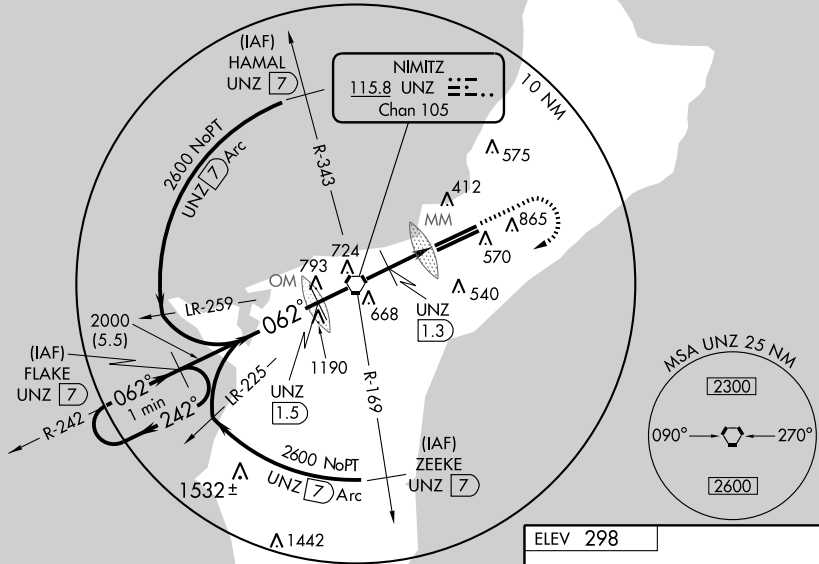 (IAF)
HAMAL
UNZ 7
NIMITZ
115.8 UNZ
Chan 105
10 NM
2600 NoPT
UNZ 7 Arc
R-343
575
412
MM
865
570
724
793
OM
540
668
UNZ
1.3
LR-259
062°
2000
(5.5)
1190
(IAF)
FLAKE
UNZ 7
062°
1 min
242°
R-242
LR-225
UNZ
1.5
R-169
MSA UNZ 25 NM
2300
090°
270°
2600
(IAF)
ZEEKE
UNZ 7
2600 NoPT
UNZ 7 Arc
1532 ±
1442
ELEV 298